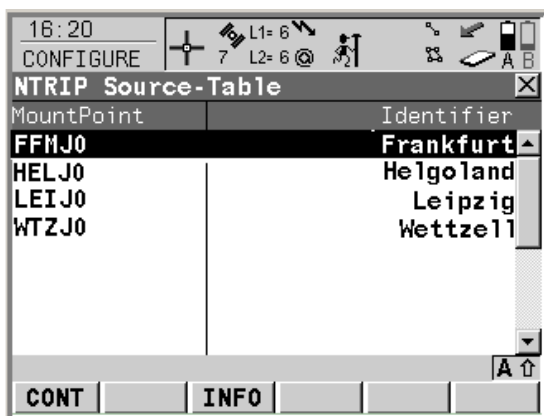 16:20
CONFIGURE
7 L1= 6
L2= 6 @
A B
NTRIP Source-Table
MountPoint Identifier
FFMJ0 Frankfurt
HELJ0 Helgoland
LEIJ0 Leipzig
WTZJ0 Wettzell
A
CONT INFO